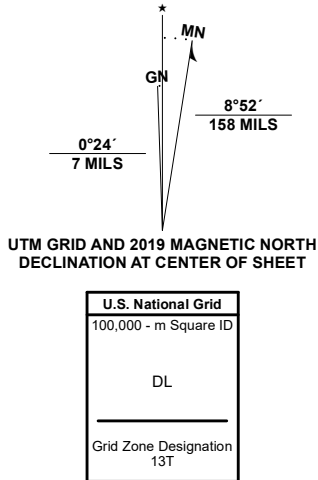 ★
MN
GN
8°52´
158 MILS
0°24´
7 MILS
UTM GRID AND 2019 MAGNETIC NORTH
DECLINATION AT CENTER OF SHEET
U.S. National Grid
100,000 - m Square ID
DL
Grid Zone Designation
13T